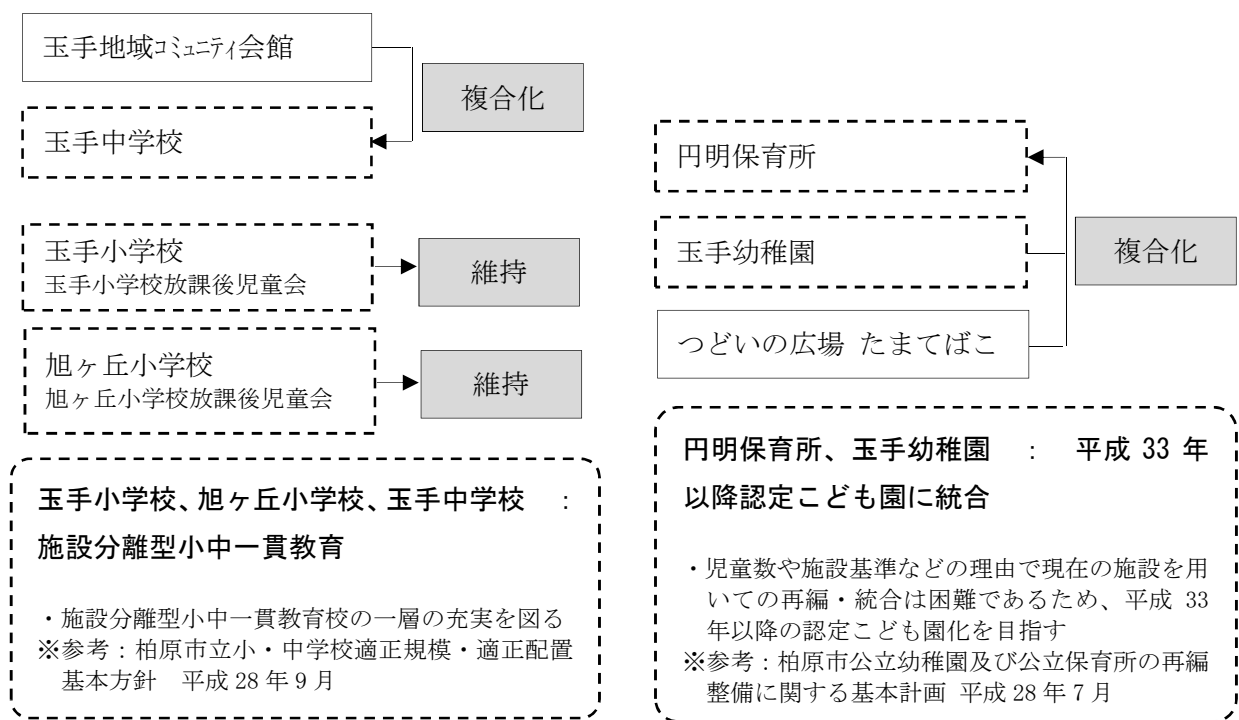 玉手地域コミュニティ会館
複合化
玉手中学校
玉手小学校
玉手小学校放課後児童会
維持
旭ヶ丘小学校
旭ヶ丘小学校放課後児童会
維持
玉手小学校、旭ヶ丘小学校、玉手中学校 :
施設分離型小中一貫教育
・施設分離型小中一貫教育校の一層の充実を図る
※参考:柏原市立小・中学校適正規模・適正配置
基本方針 平成 28 年 9 月
円明保育所
玉手幼稚園
複合化
つどいの広場 たまてばこ
円明保育所、玉手幼稚園 : 平成 33 年
以降認定こども園に統合
・児童数や施設基準などの理由で現在の施設を用
いての再編・統合は困難であるため、平成 33
年以降の認定こども園化を目指す
※参考:柏原市公立幼稚園及び公立保育所の再編
整備に関する基本計画 平成 28 年 7 月